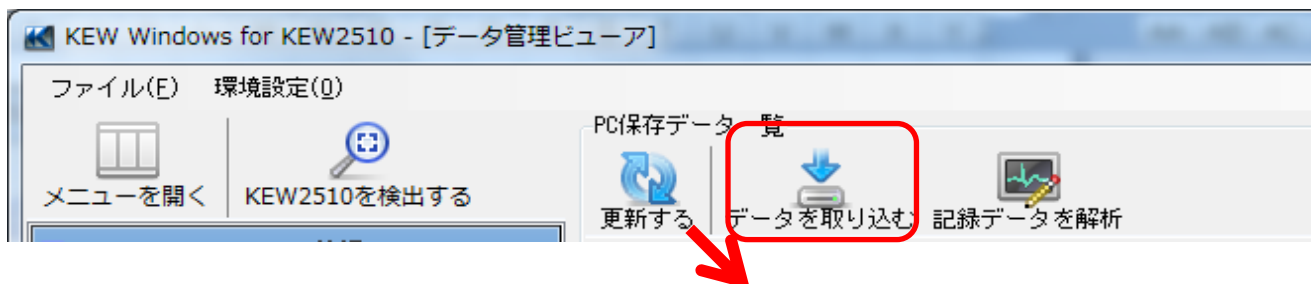 KEW Windows for KEW2510 - [データ管理ビューア]
ファイル(F) 環境設定(O)
PC保存データ一覧
メニューを開く KEW2510を検出する 更新する データを取り込む 記録データを解析